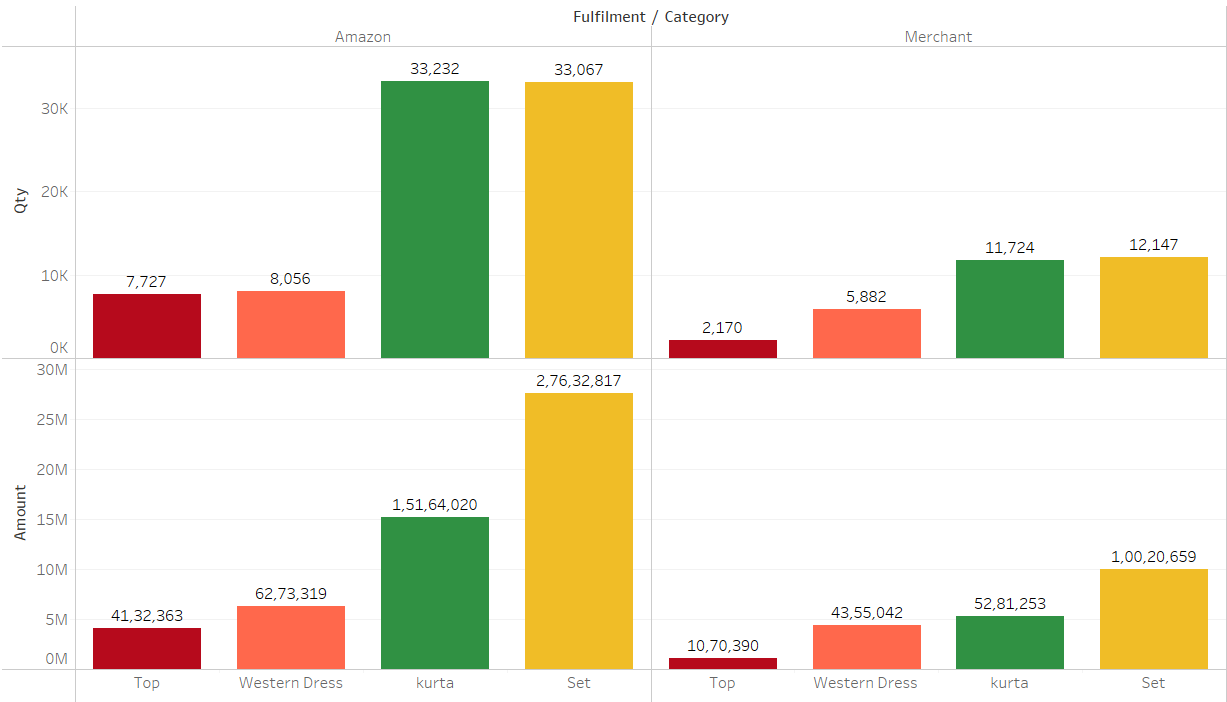 Fulfilment / Category
Amazon Merchant
Qty
30K
20K
10K
0K
7,727 8,056 33,232 33,067 2,170 5,882 11,724 12,147
Amount
30M
25M
20M
15M
10M
5M
0M
41,32,363 62,73,319 1,51,64,020 2,76,32,817 10,70,390 43,55,042 52,81,253 1,00,20,659
Top Western Dress kurta Set Top Western Dress kurta Set